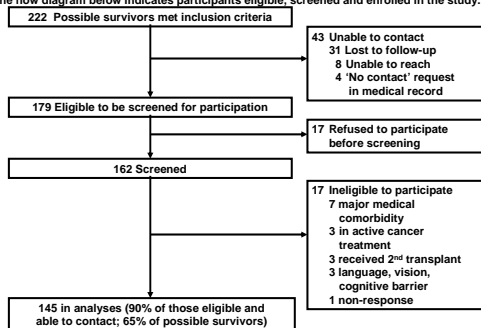 The flow diagram below indicates participants eligible, screened and enrolled in the study.
222 Possible survivors met inclusion criteria
43 Unable to contact
31 Lost to follow-up
8 Unable to reach
4 ‘No contact’ request
in medical record
179 Eligible to be screened for participation
17 Refused to participate
before screening
162 Screened
17 Ineligible to participate
7 major medical
comorbidity
3 in active cancer
treatment
3 received 2nd transplant
3 language, vision,
cognitive barrier
1 non-response
145 in analyses (90% of those eligible and
able to contact; 65% of possible survivors)